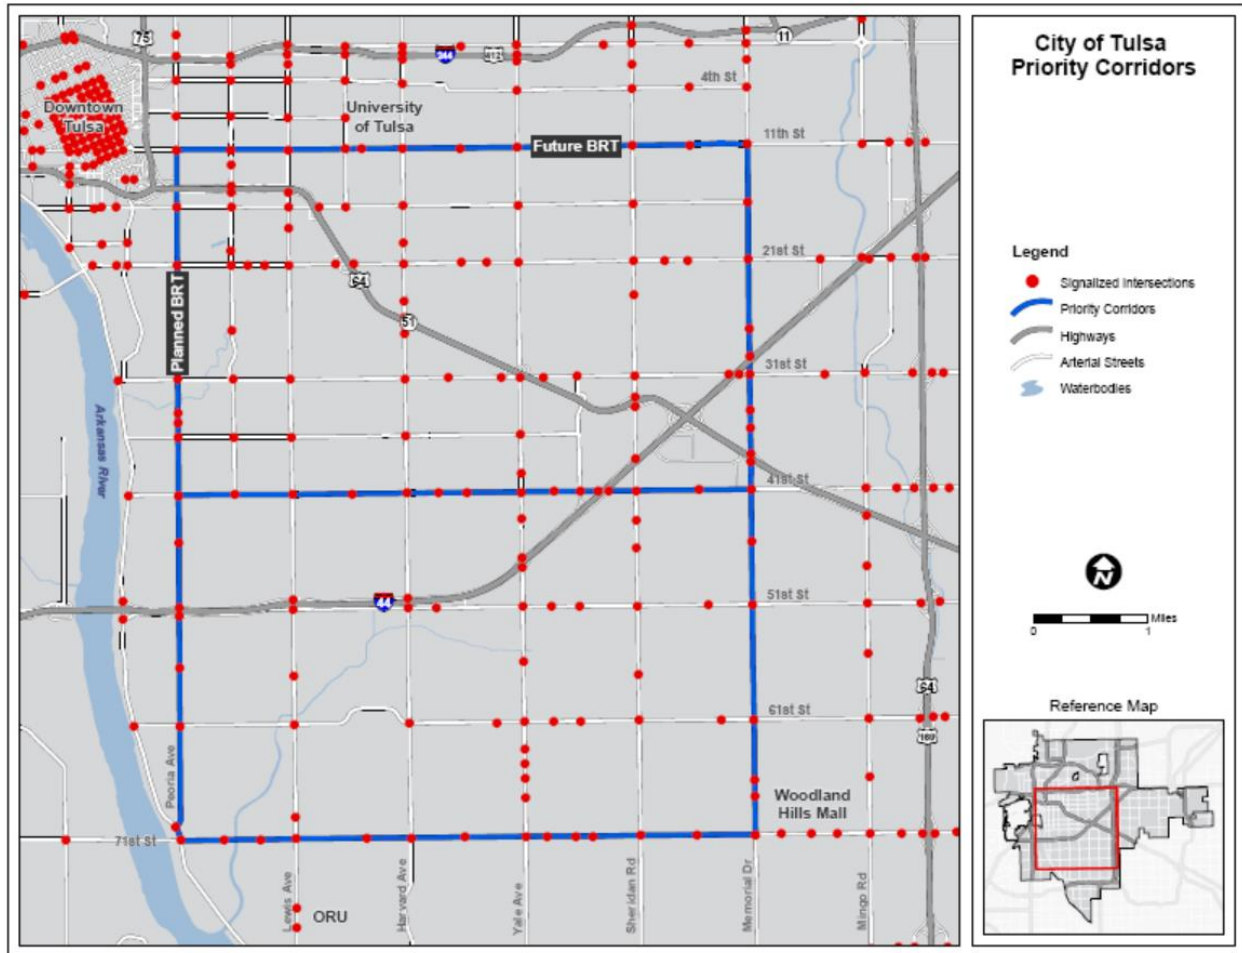 City of Tulsa
Priority Corridors
75
244
412
11
4th St
Downtown
Tulsa
University
of Tulsa
11th St
Future BRT
21st St
64
Planned BRT
51
31st St
Arkansas River
41st St
44
51st St
64
61st St
169
Peoria Ave
Woodland
Hills Mall
71st St
Lewis Ave
Harvard Ave
Yale Ave
Sheridan Rd
Memorial Dr
Mingo Rd
ORU
Legend
Signalized Intersections
Priority Corridors
Highways
Arterial Streets
Waterbodies
N
Miles
0 1
Reference Map